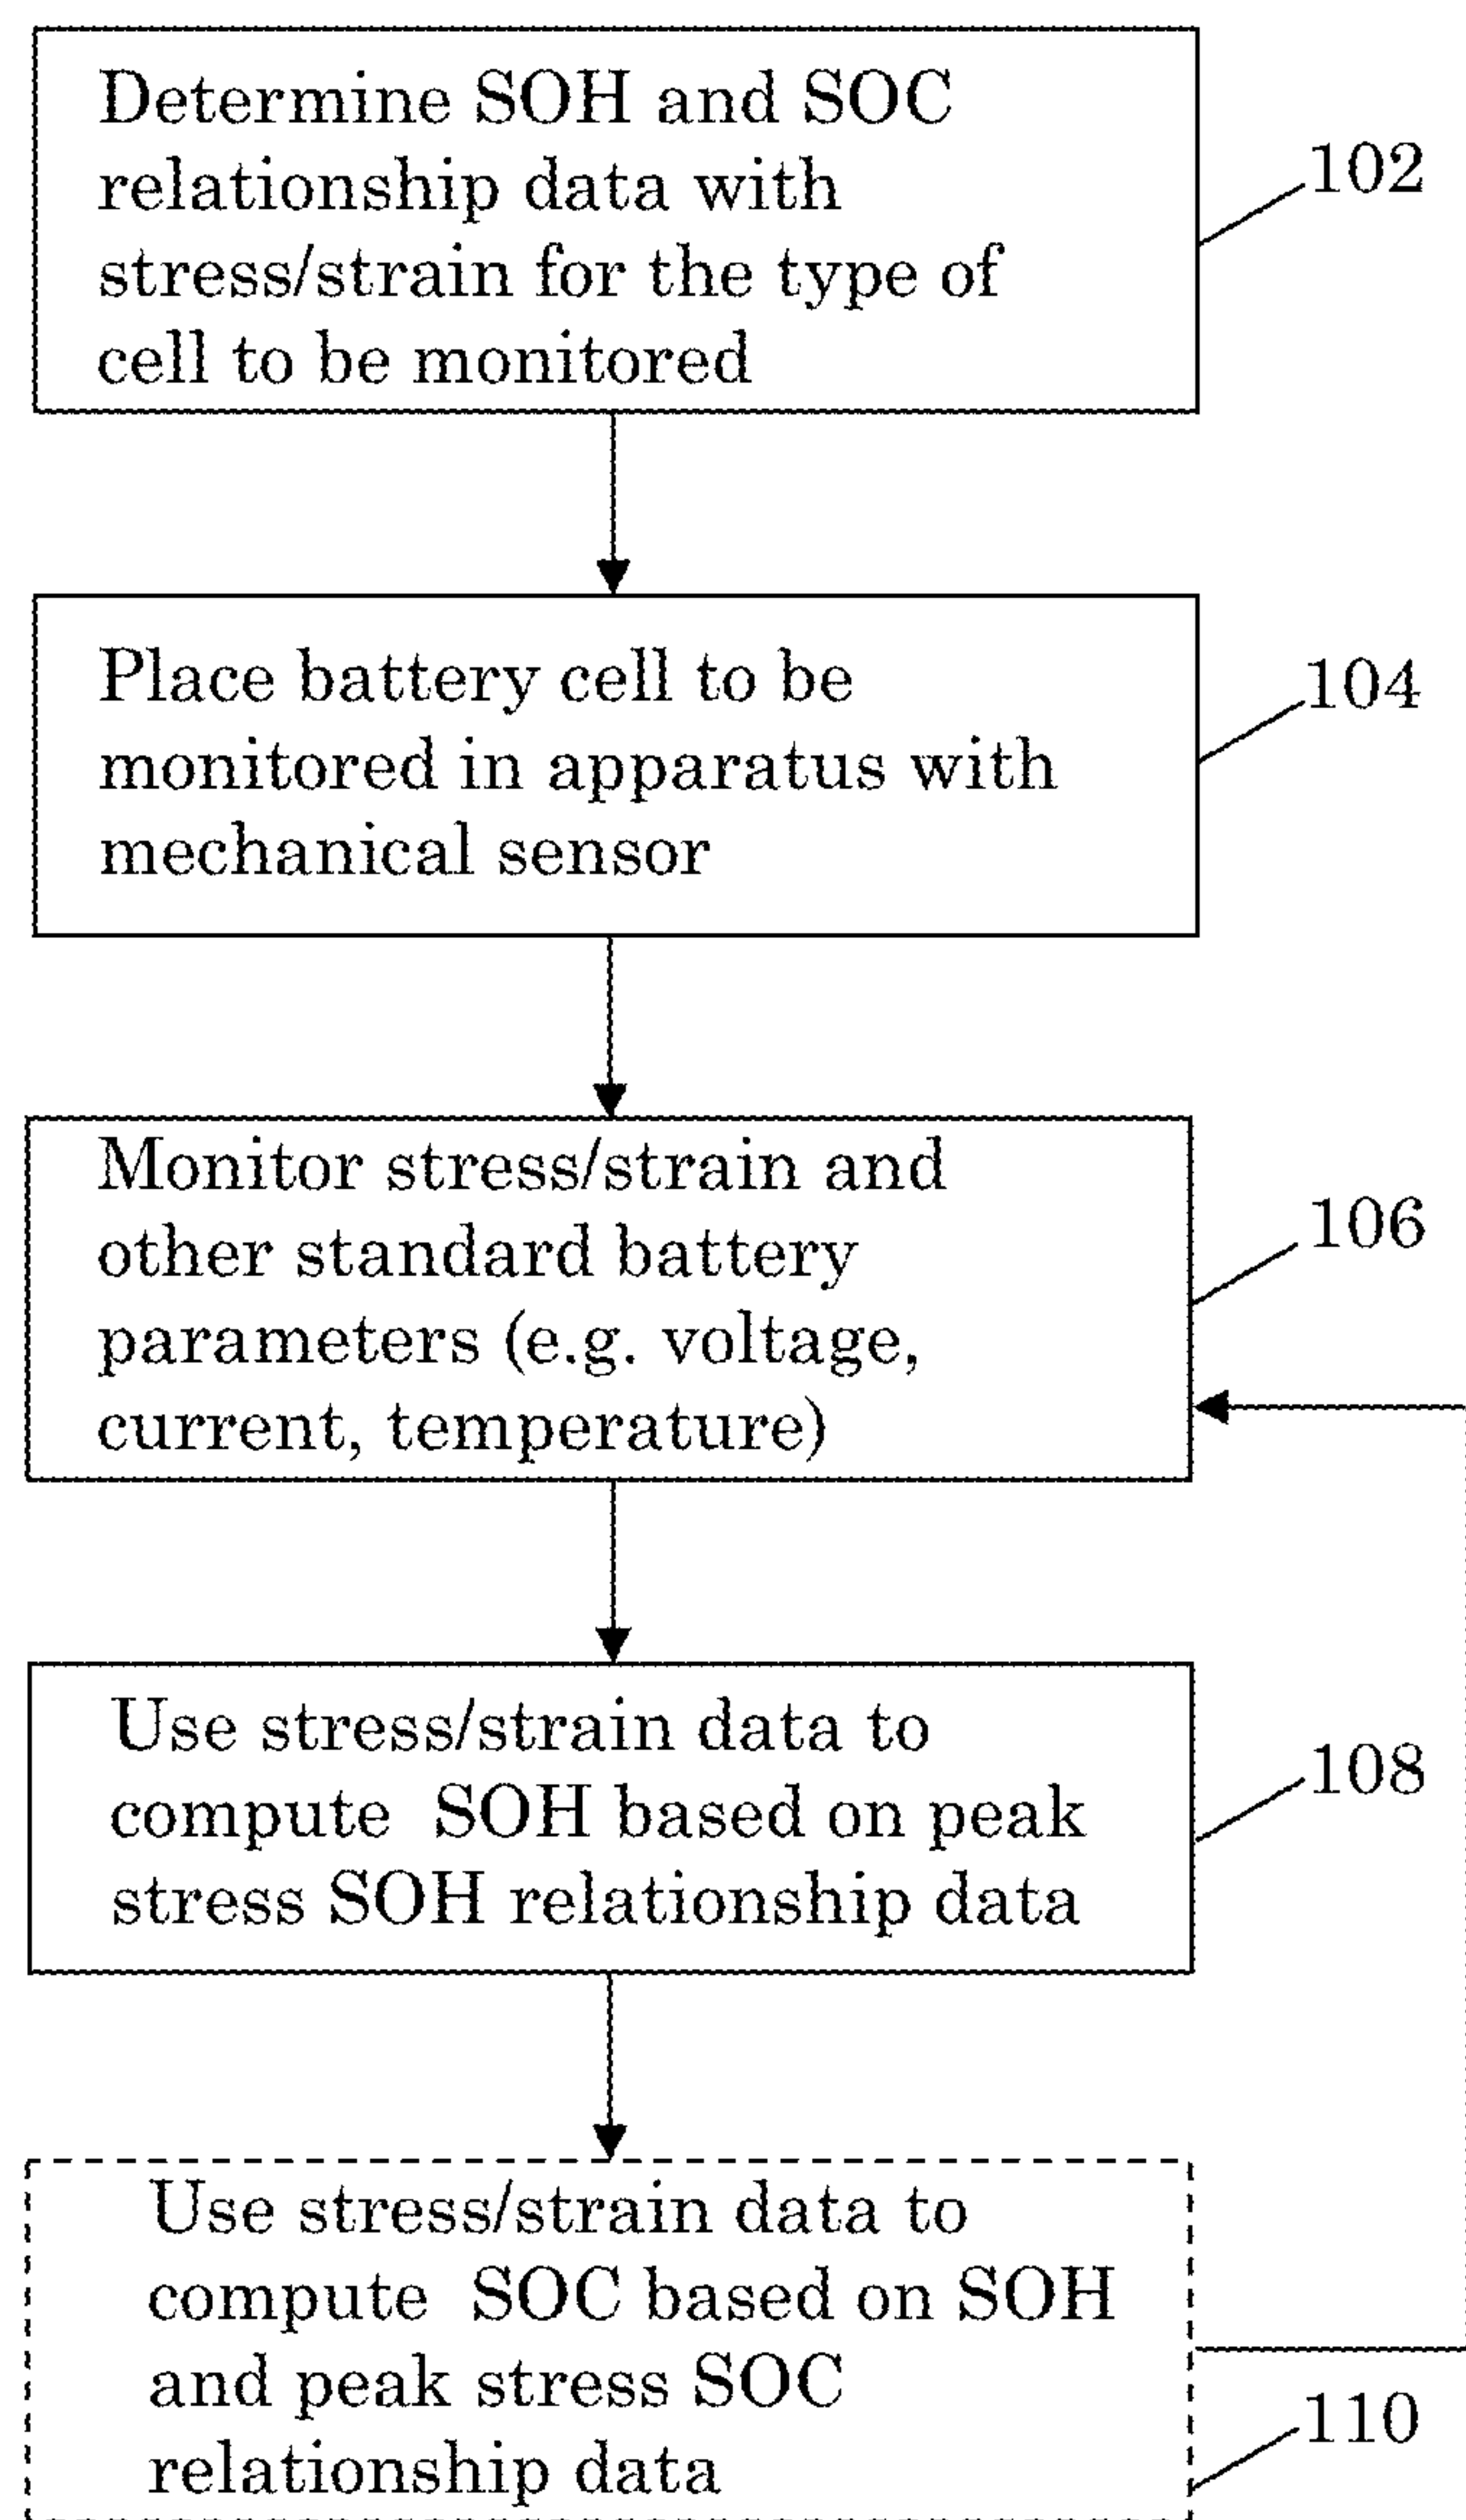 Determine SOH and SOC
relationship data with
stress/strain for the type of
cell to be monitored
102
Place battery cell to be
monitored in apparatus with
mechanical sensor
104
Monitor stress/strain and
other standard battery
parameters (e.g. voltage,
current, temperature)
106
Use stress/strain data to
compute SOH based on peak
stress SOH relationship data
108
Use stress/strain data to
compute SOC based on SOH
and peak stress SOC
relationship data
110